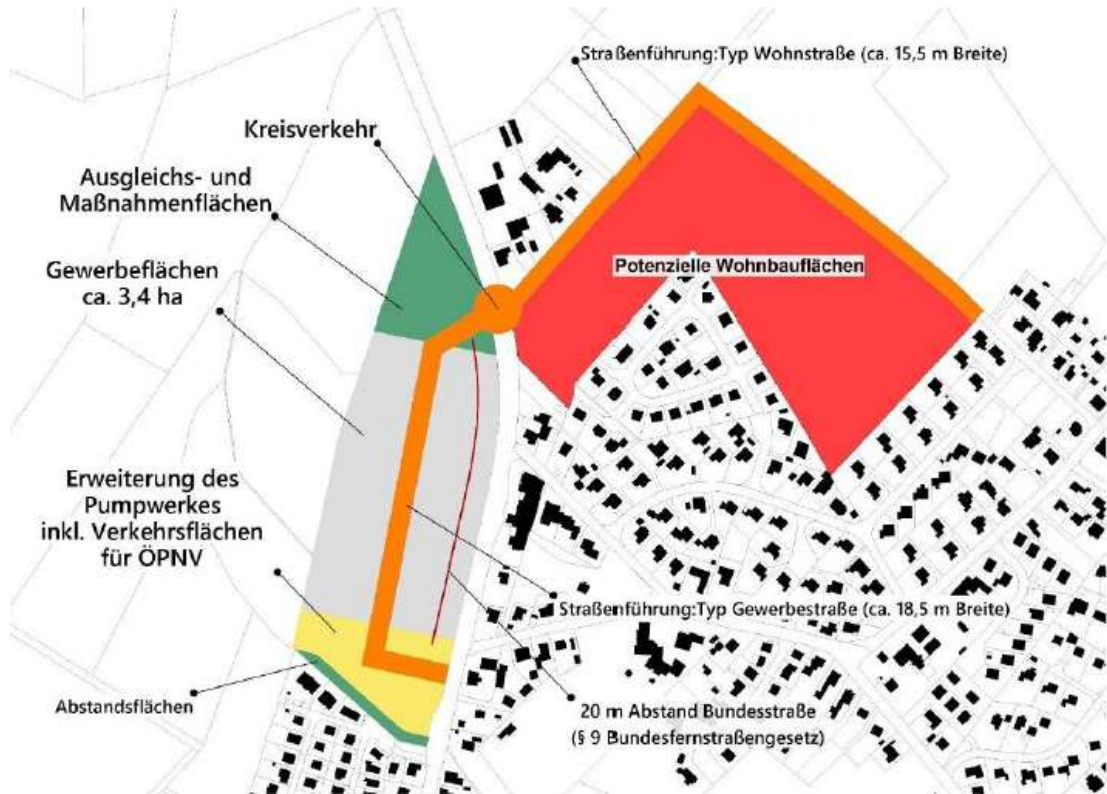 Straßenführung:Typ Wohnstraße (ca. 15,5 m Breite)
Kreisverkehr
Ausgleichs- und
Maßnahmenflächen
Gewerbeflächen
ca. 3,4 ha
Potenzielle Wohnbauflächen
Erweiterung des
Pumpwerkes
inkl. Verkehrsflächen
für ÖPNV
Straßenführung:Typ Gewerbestraße (ca. 18,5 m Breite)
Abstandsflächen
20 m Abstand Bundesstraße
(§ 9 Bundesfernstraßengesetz)